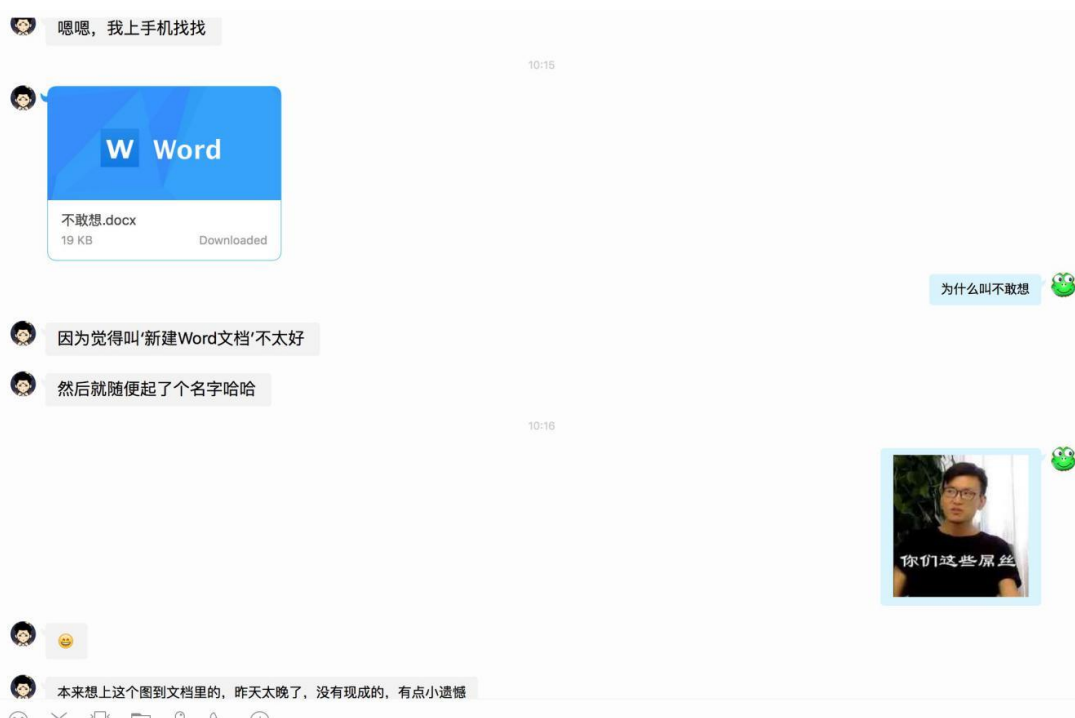 嗯嗯，我上手机找找
10:15
W Word
不敢想.docx
19 KB Downloaded
为什么叫不敢想
因为觉得叫‘新建Word文档’不太好
然后就随便起了个名字哈哈
10:16
你们这些屌丝
本来想上这个图到文档里的，昨天太晚了，没有现成的，有点小遗憾